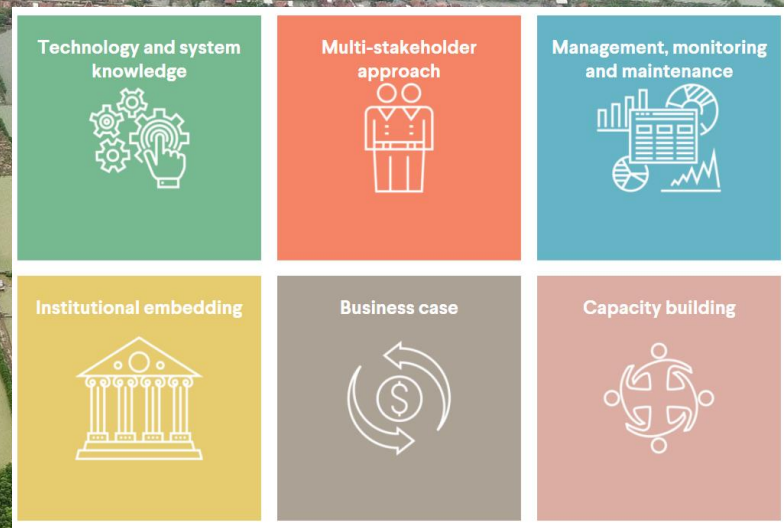 Technology and system
knowledge
Multi-stakeholder
approach
Management, monitoring
and maintenance
Institutional embedding
Business case
$
Capacity building